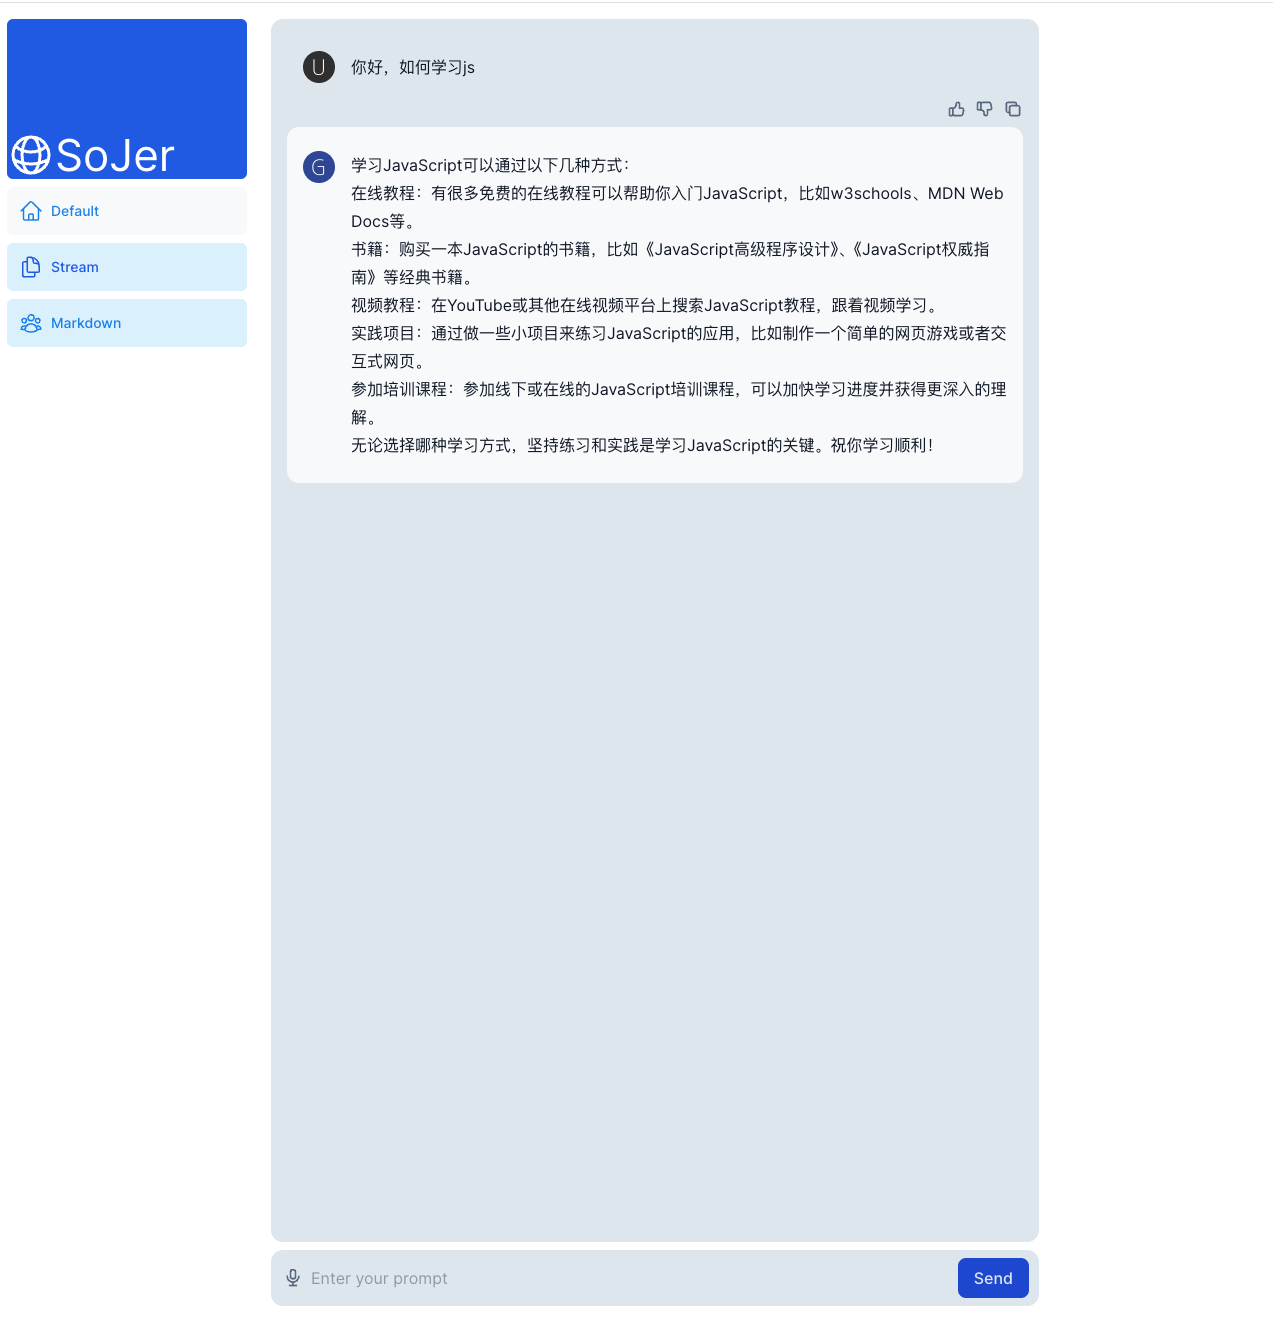 SoJer
Default
Stream
Markdown
U
你好，如何学习js
G
学习JavaScript可以通过以下几种方式：
在线教程：有很多免费的在线教程可以帮助你入门JavaScript，比如w3schools、MDN Web
Docs等。
书籍：购买一本JavaScript的书籍，比如《JavaScript高级程序设计》、《JavaScript权威指
南》等经典书籍。
视频教程：在YouTube或其他在线视频平台上搜索JavaScript教程，跟着视频学习。
实践项目：通过做一些小项目来练习JavaScript的应用，比如制作一个简单的网页游戏或者交
互式网页。
参加培训课程：参加线下或在线的JavaScript培训课程，可以加快学习进度并获得更深入的理
解。
无论选择哪种学习方式，坚持练习和实践是学习JavaScript的关键。祝你学习顺利！
Enter your prompt
Send